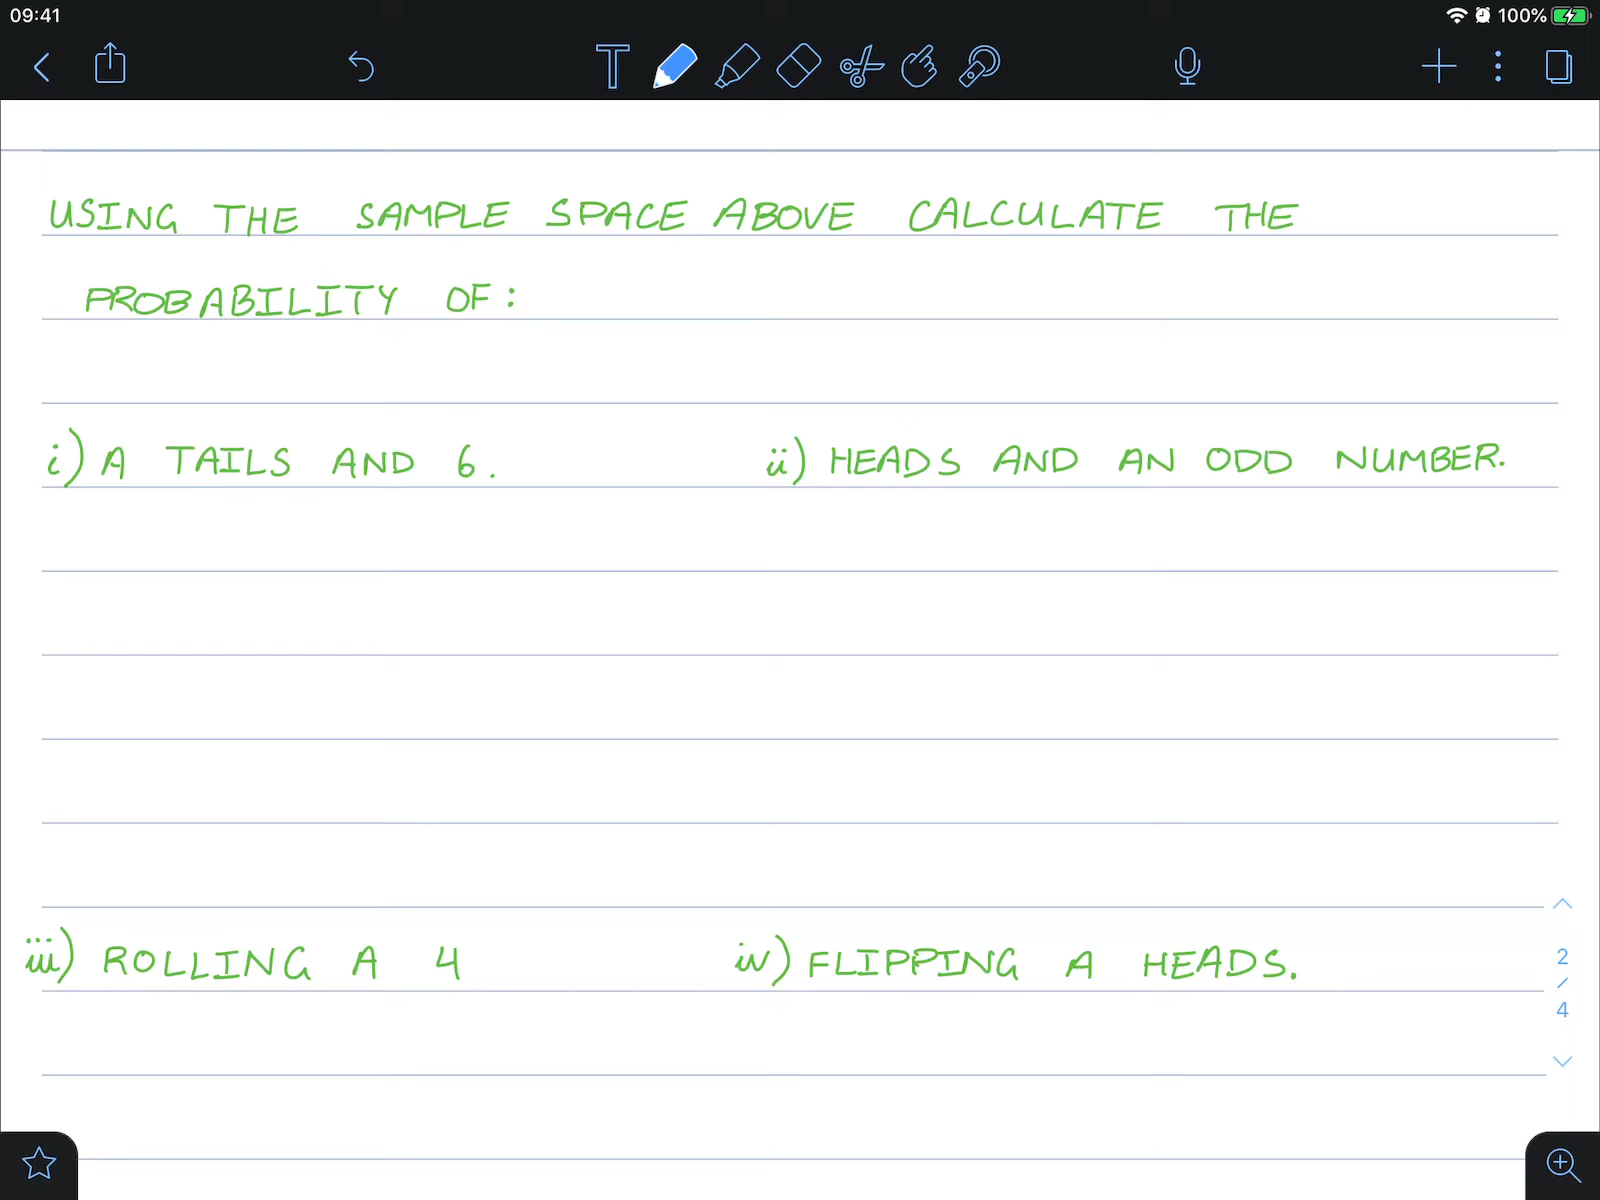 09:41
100%
T
USING THE SAMPLE SPACE ABOVE CALCULATE THE
PROBABILITY OF:
i) A TAILS AND 6.
ii) HEADS AND AN ODD NUMBER.
iii) ROLLING A 4
iv) FLIPPING A HEADS.
2
/
4